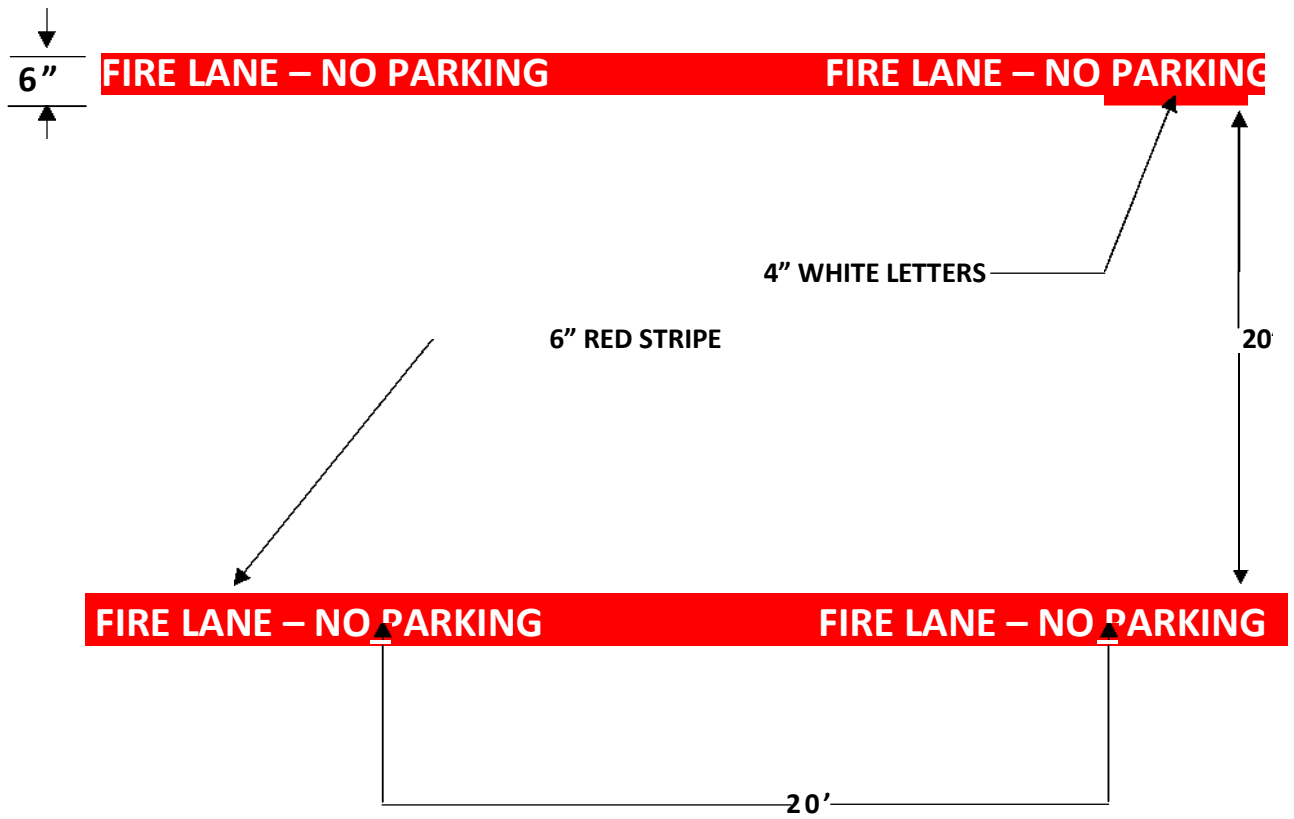 6”
FIRE LANE – NO PARKING
FIRE LANE – NO PARKING
4” WHITE LETTERS
6” RED STRIPE
20’
FIRE LANE – NO PARKING
FIRE LANE – NO PARKING
20’